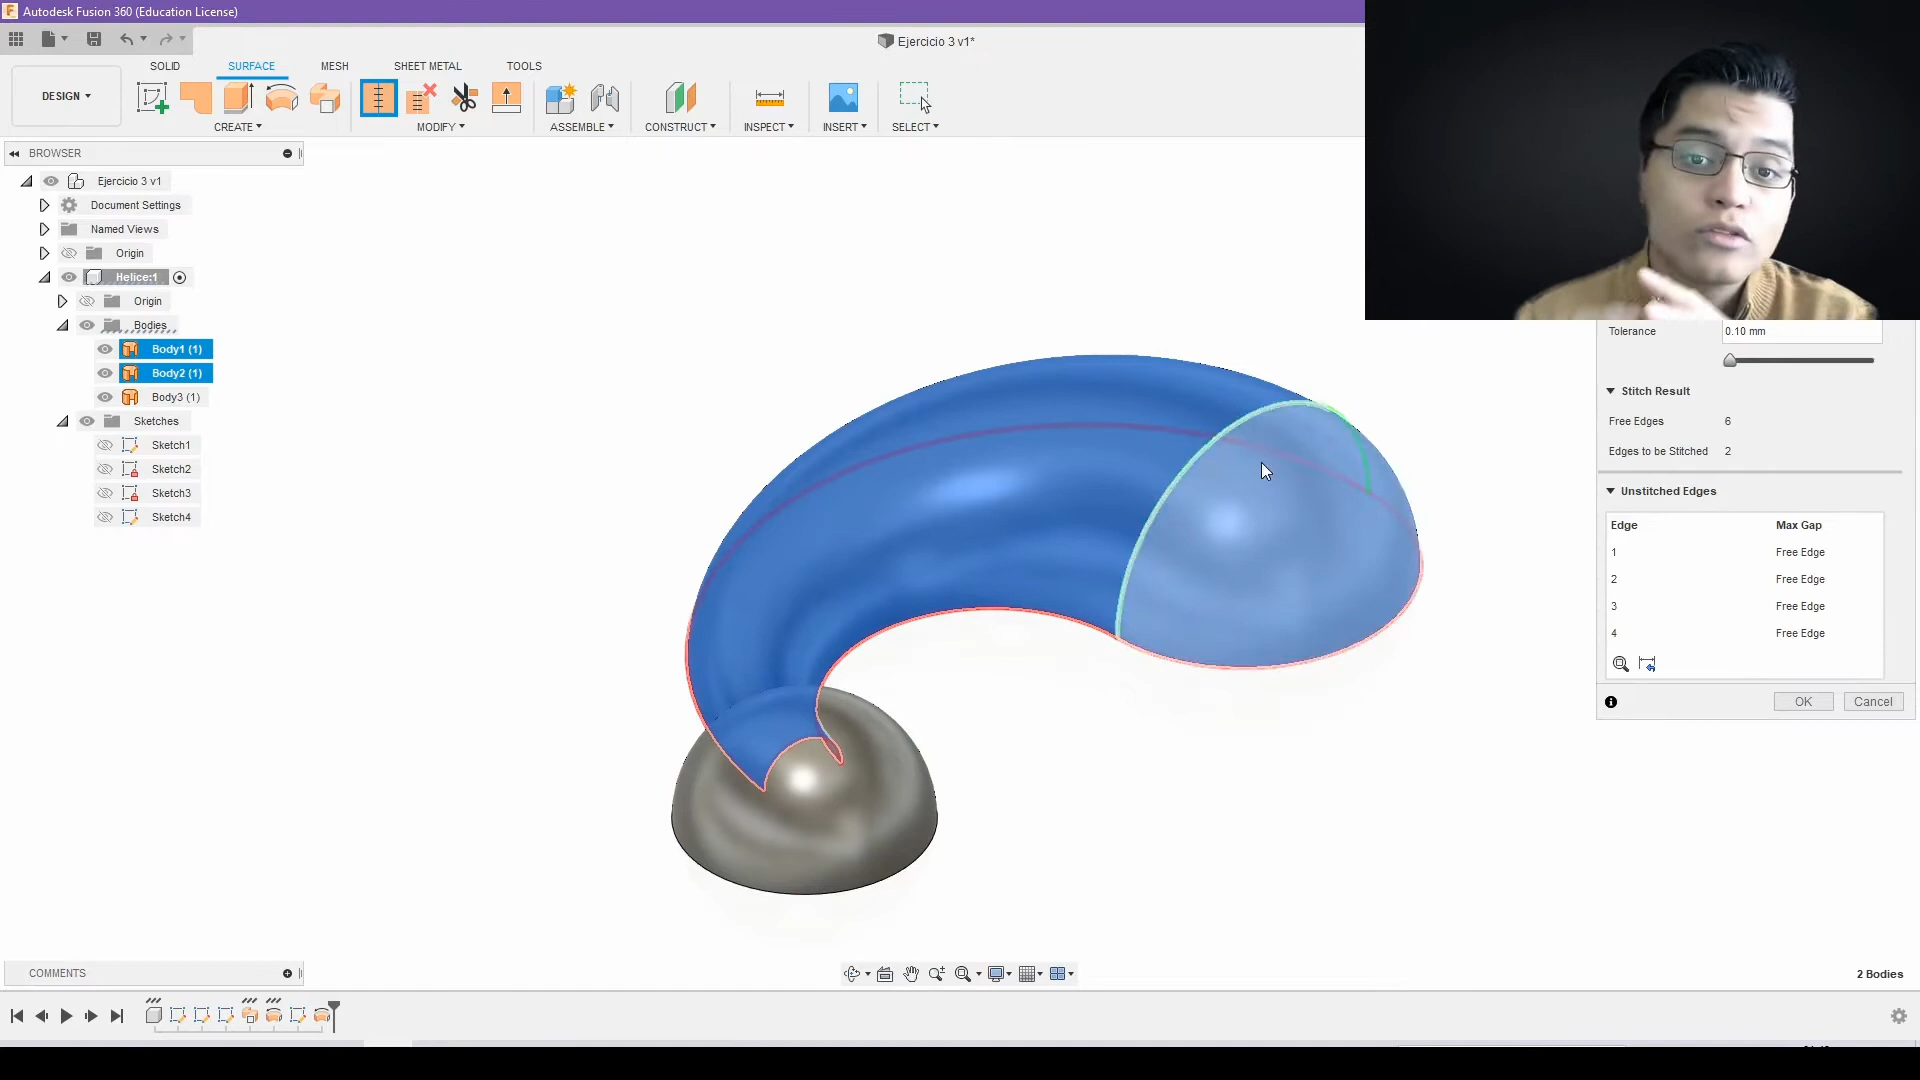 Autodesk Fusion 360 (Education License)
Ejercicio 3 v1*
SOLID SURFACE MESH SHEET METAL TOOLS
DESIGN
CREATE MODIFY ASSEMBLE CONSTRUCT INSPECT INSERT SELECT
BROWSER
Ejercicio 3 v1
Document Settings
Named Views
Origin
Helice:1
Origin
Bodies
Body1 (1)
Body2 (1)
Body3 (1)
Sketches
Sketch1
Sketch2
Sketch3
Sketch4
Tolerance 0.10 mm
Stitch Result
Free Edges 6
Edges to be Stitched 2
Unstitched Edges
Edge Max Gap
1 Free Edge
2 Free Edge
3 Free Edge
4 Free Edge
OK Cancel
COMMENTS
2 Bodies